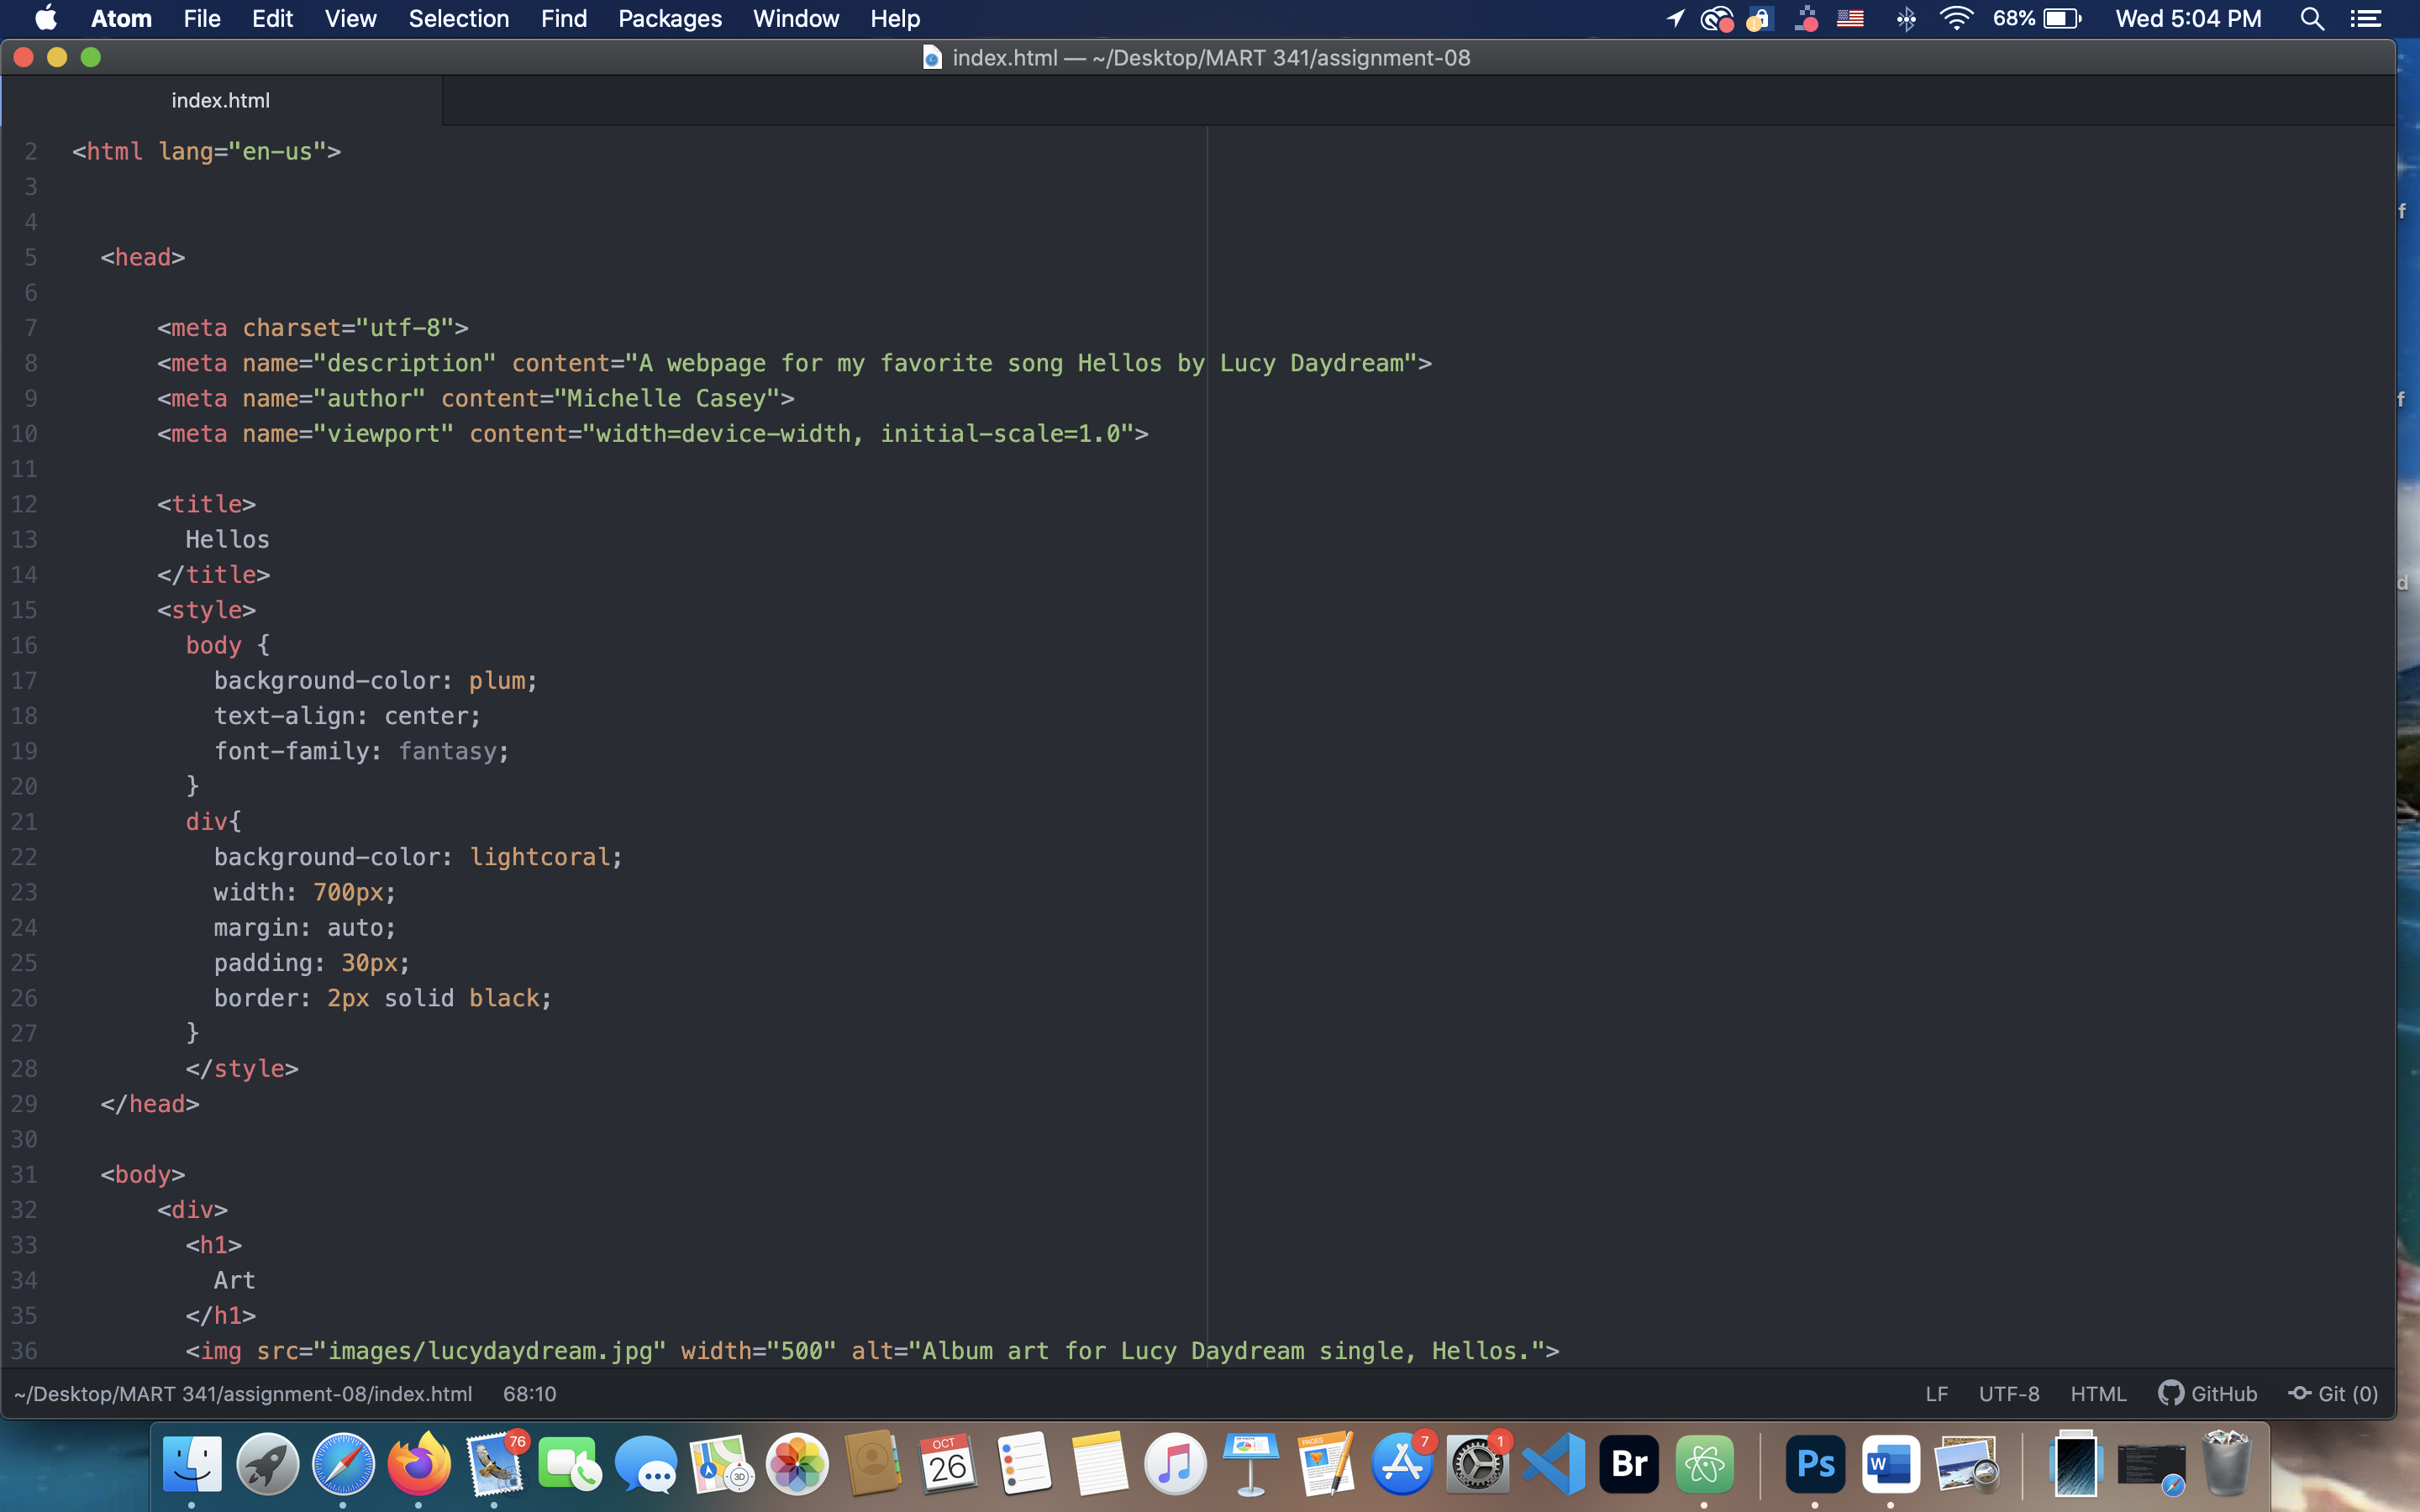 Atom File Edit View Selection Find Packages Window Help 68% Wed 5:04 PM
index.html — ~/Desktop/MART 341/assignment-08
index.html
2 <html lang="en-us">
3
4
5 <head>
6
7 <meta charset="utf-8">
8 <meta name="description" content="A webpage for my favorite song Hellos by Lucy Daydream">
9 <meta name="author" content="Michelle Casey">
10 <meta name="viewport" content="width=device-width, initial-scale=1.0">
11
12 <title>
13 Hellos
14 </title>
15 <style>
16 body {
17 background-color: plum;
18 text-align: center;
19 font-family: fantasy;
20 }
21 div{
22 background-color: lightcoral;
23 width: 700px;
24 margin: auto;
25 padding: 30px;
26 border: 2px solid black;
27 }
28 </style>
29 </head>
30
31 <body>
32 <div>
33 <h1>
34 Art
35 </h1>
36 <img src="images/lucydaydream.jpg" width="500" alt="Album art for Lucy Daydream single, Hellos.">
f
f
d
~/Desktop/MART 341/assignment-08/index.html 68:10 LF UTF-8 HTML GitHub Git (0)
76 3D OCT 26 PAGES 7 1 Br Ps W